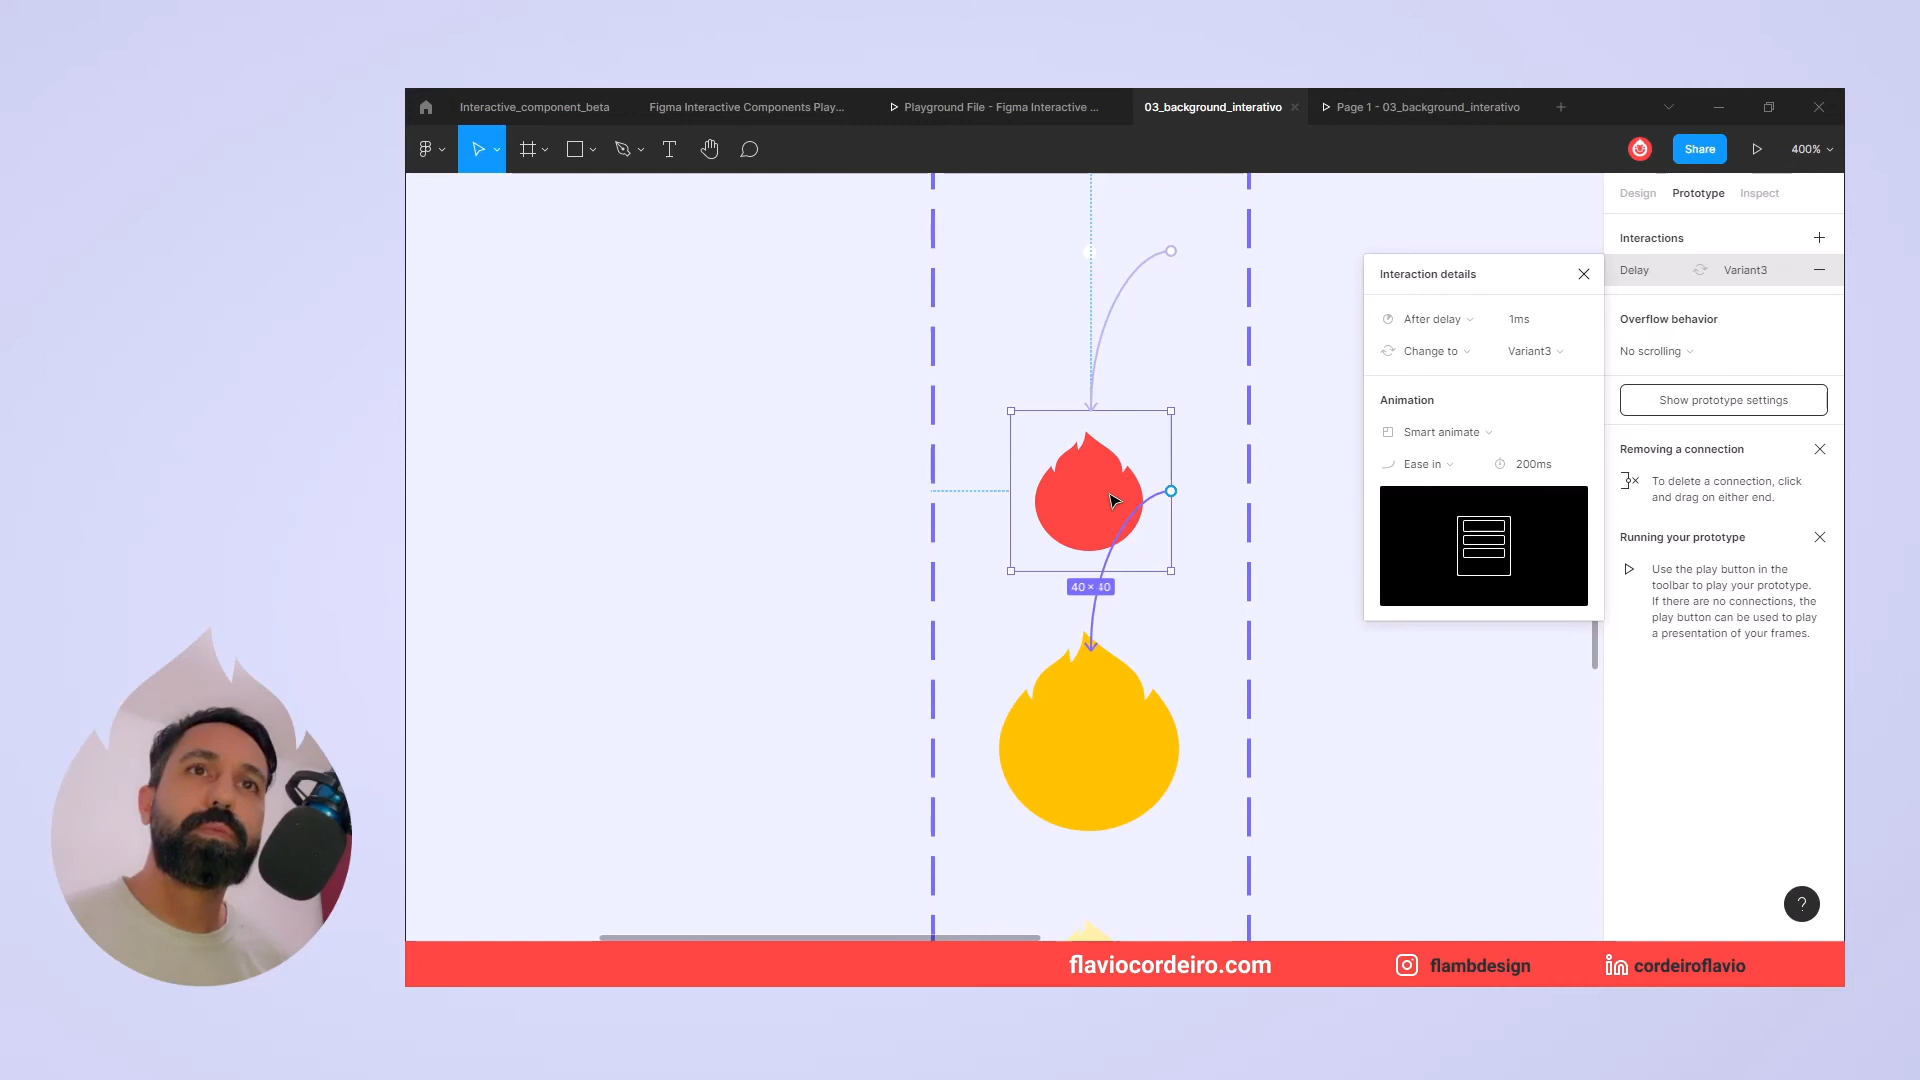 Interactive_component_beta
Figma Interactive Components Play...
Playground File - Figma Interactive ...
03_background_interativo
Page 1 - 03_background_interativo
Share
400%
Design Prototype Inspect
Interactions
Delay Variant3
Overflow behavior
No scrolling
Show prototype settings
Removing a connection
To delete a connection, click
and drag on either end.
Running your prototype
Use the play button in the
toolbar to play your prototype.
If there are no connections, the
play button can be used to play
a presentation of your frames.
Interaction details
After delay 1ms
Change to Variant3
Animation
Smart animate
Ease in 200ms
40 × 40
?
flaviocordeiro.com
flambdesign
in cordeiroflavio